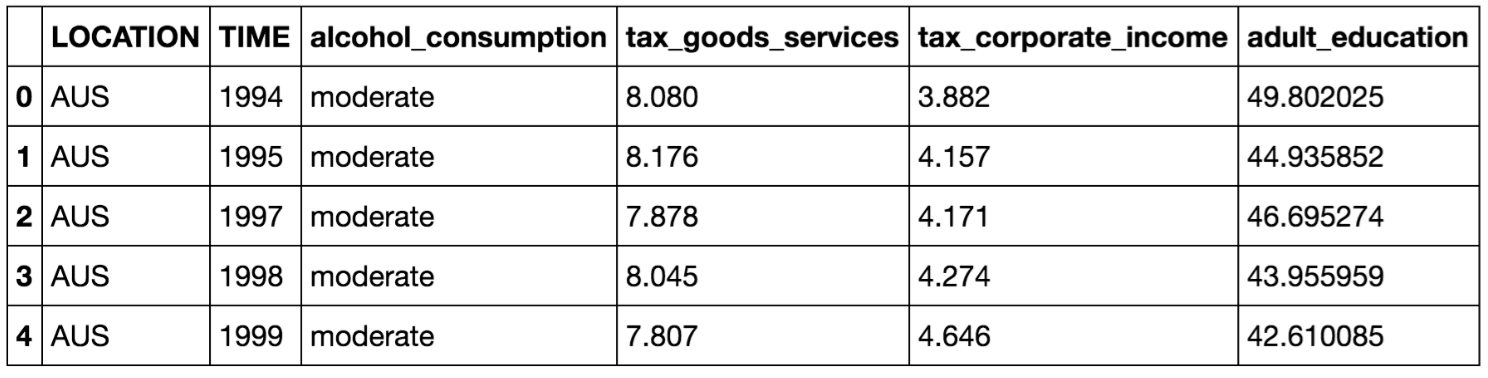 LOCATION TIME alcohol_consumption tax_goods_services tax_corporate_income adult_education
0 AUS 1994 moderate 8.080 3.882 49.802025
1 AUS 1995 moderate 8.176 4.157 44.935852
2 AUS 1997 moderate 7.878 4.171 46.695274
3 AUS 1998 moderate 8.045 4.274 43.955959
4 AUS 1999 moderate 7.807 4.646 42.610085